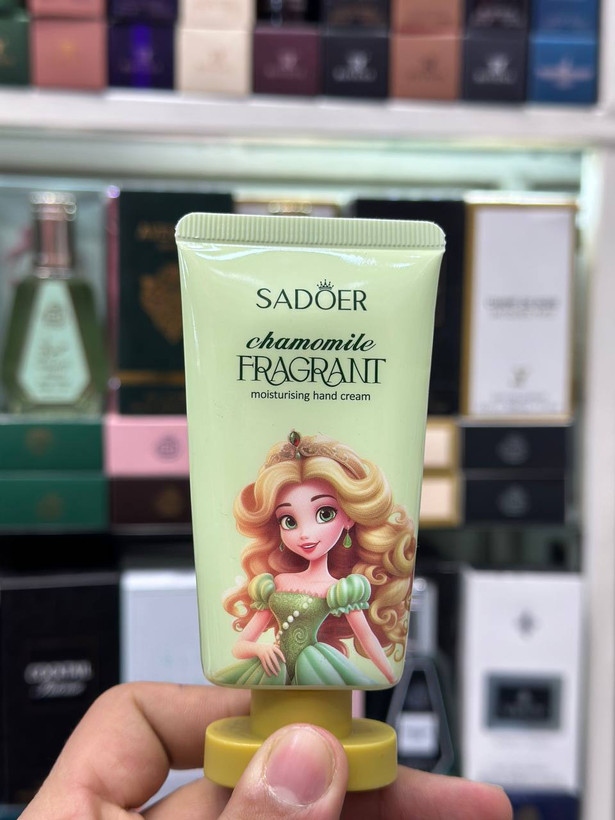 SADOER
chamomile
FRAGRANT
moisturising hand cream